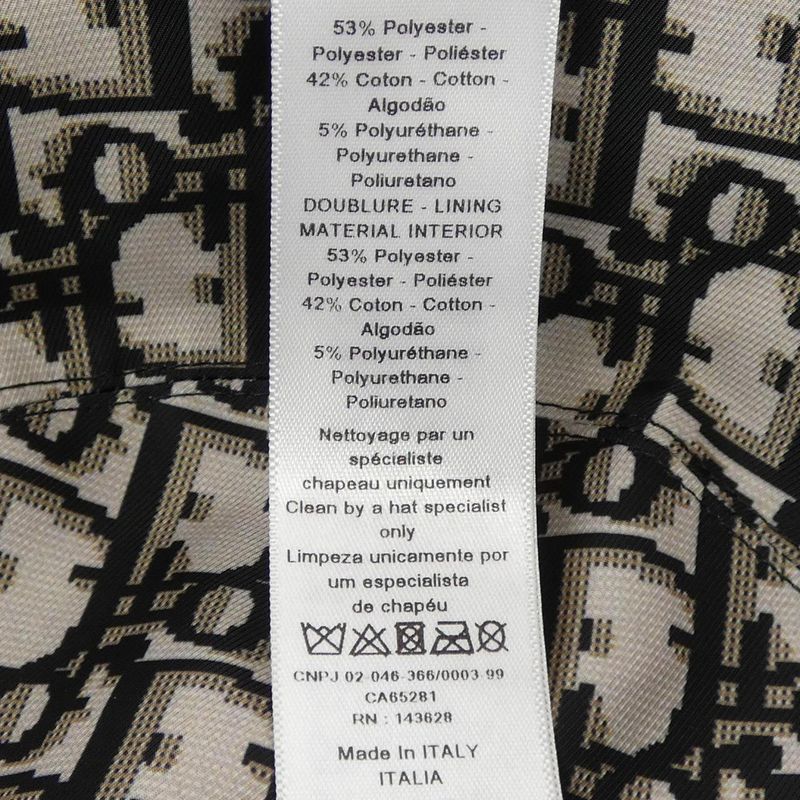 53% Polyester -
Polyester - Poliéster
42% Coton - Cotton -
Algodão
5% Polyuréthane -
Polyurethane -
Poliuretano
DOUBLURE - LINING
MATERIAL INTERIOR
53% Polyester -
Polyester - Poliéster
42% Coton - Cotton -
Algodão
5% Polyuréthane -
Polyurethane -
Poliuretano
Nettoyage par un
spécialiste
chapeau uniquement
Clean by a hat specialist
only
Limpeza unicamente por
um especialista
de chapéu
CNPJ 02-046-366/0003-99
CA65281
RN : 143628
Made In ITALY
ITALIA